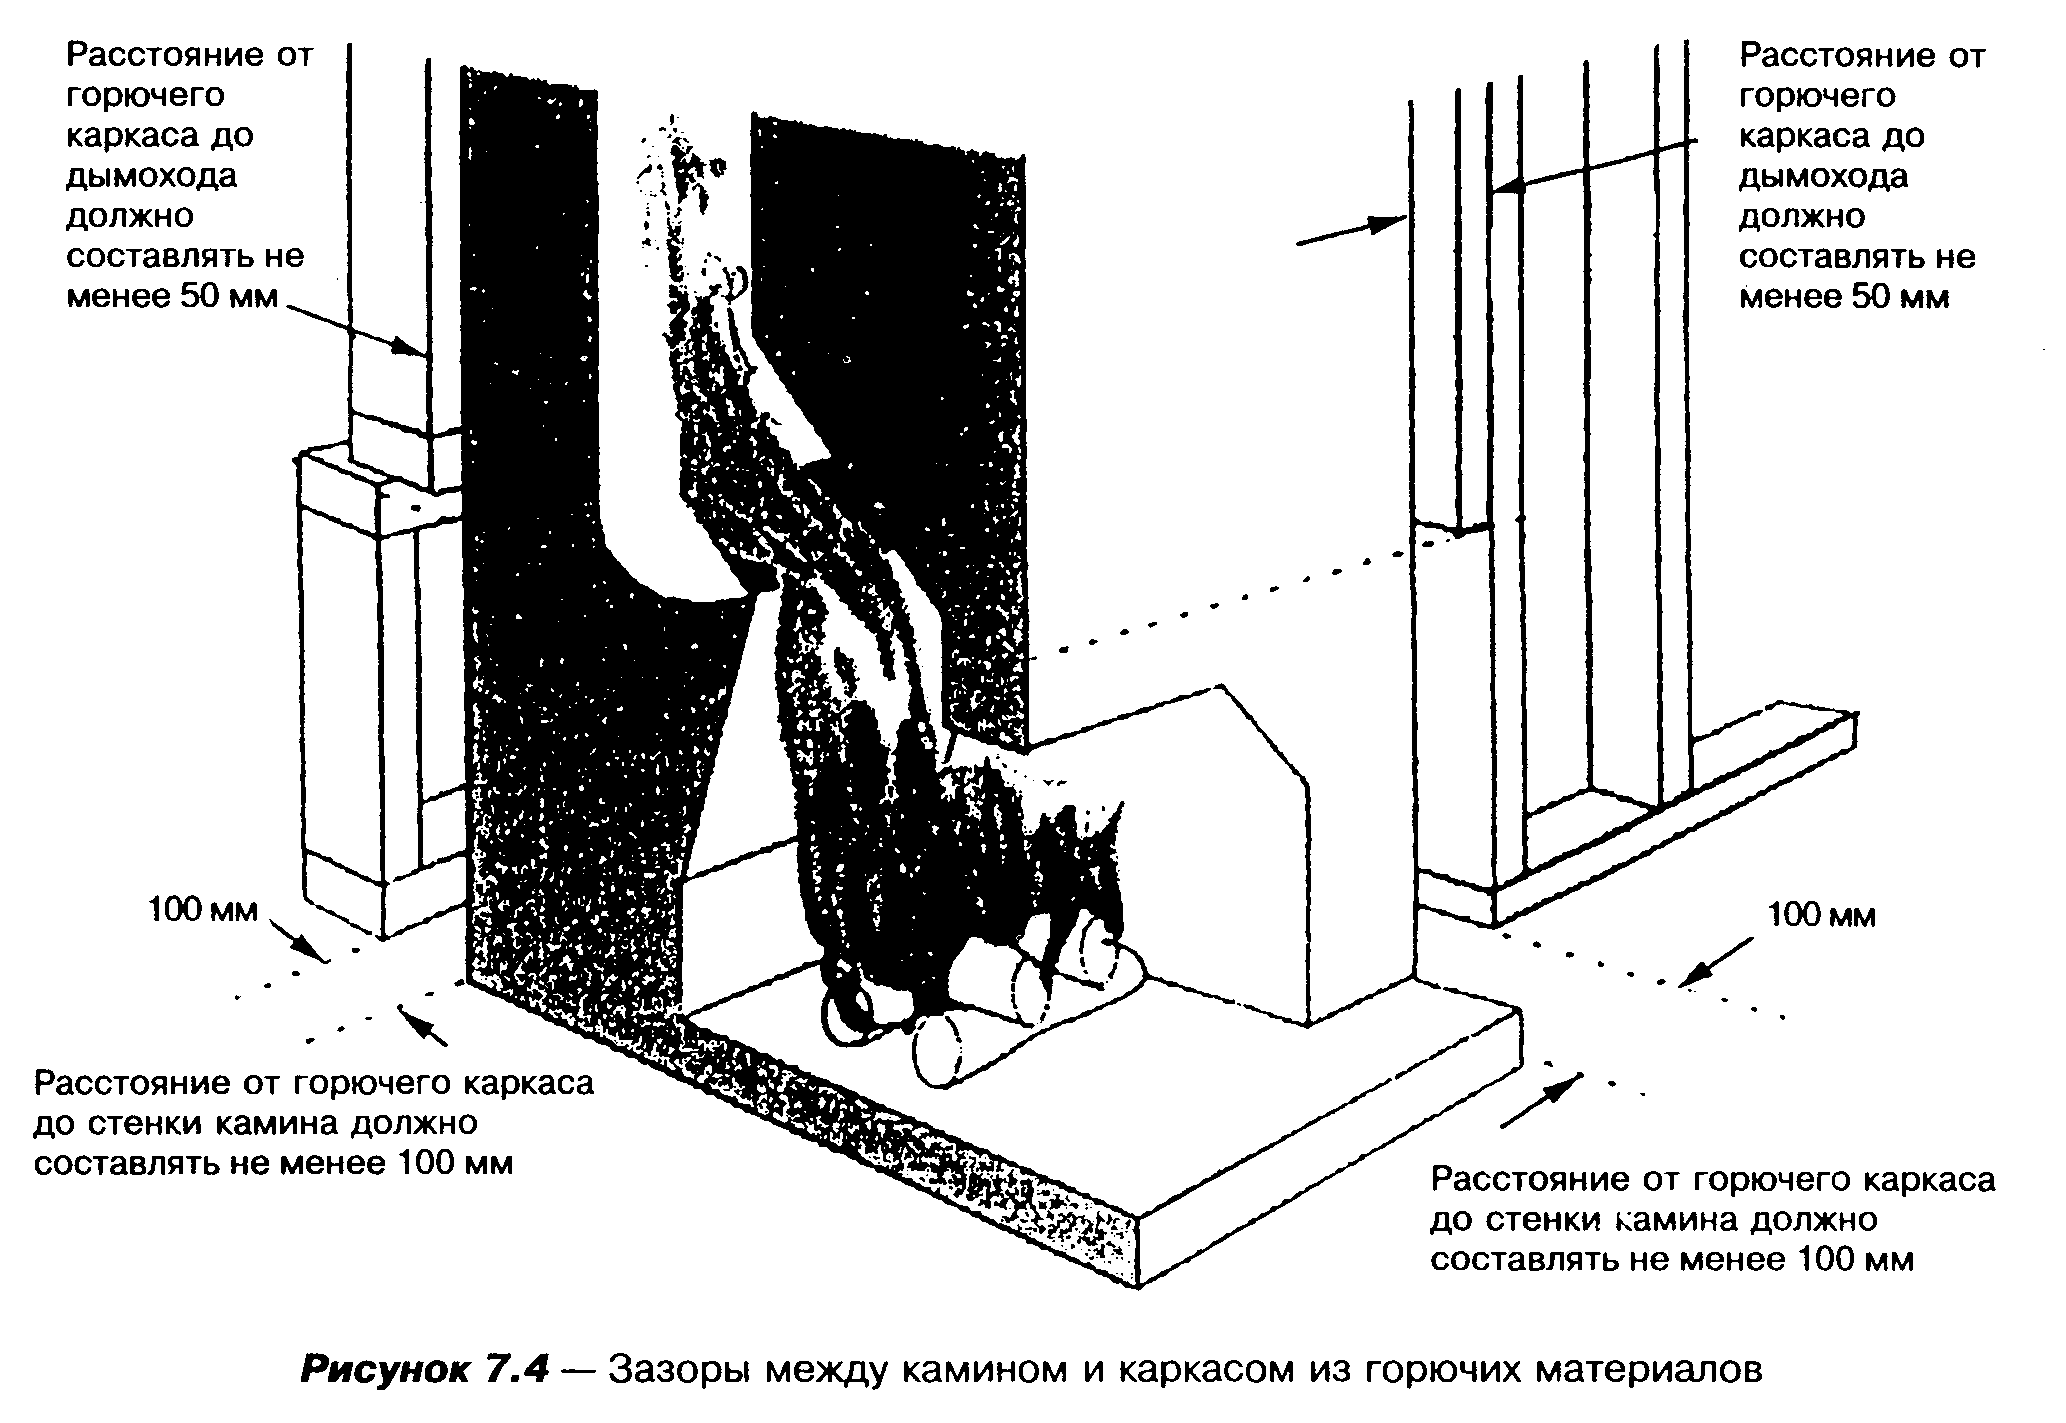 Расстояние от
горючего
каркаса до
дымохода
должно
составлять не
менее 50 мм
Расстояние от
горючего
каркаса до
дымохода
должно
составлять не
менее 50 мм
100 мм
100 мм
Расстояние от горючего каркаса
до стенки камина должно
составлять не менее 100 мм
Расстояние от горючего каркаса
до стенки камина должно
составлять не менее 100 мм
Рисунок 7.4 — Зазоры между камином и каркасом из горючих материалов